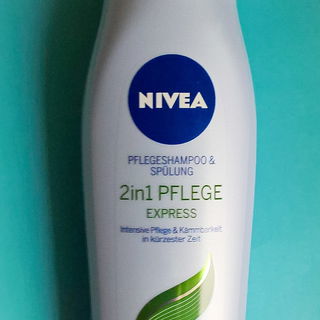 NIVEA
PFLEGESHAMPOO &
SPÜLUNG
2in1 PFLEGE
EXPRESS
Intensive Pflege & Kämmbarkeit
in kürzester Zeit